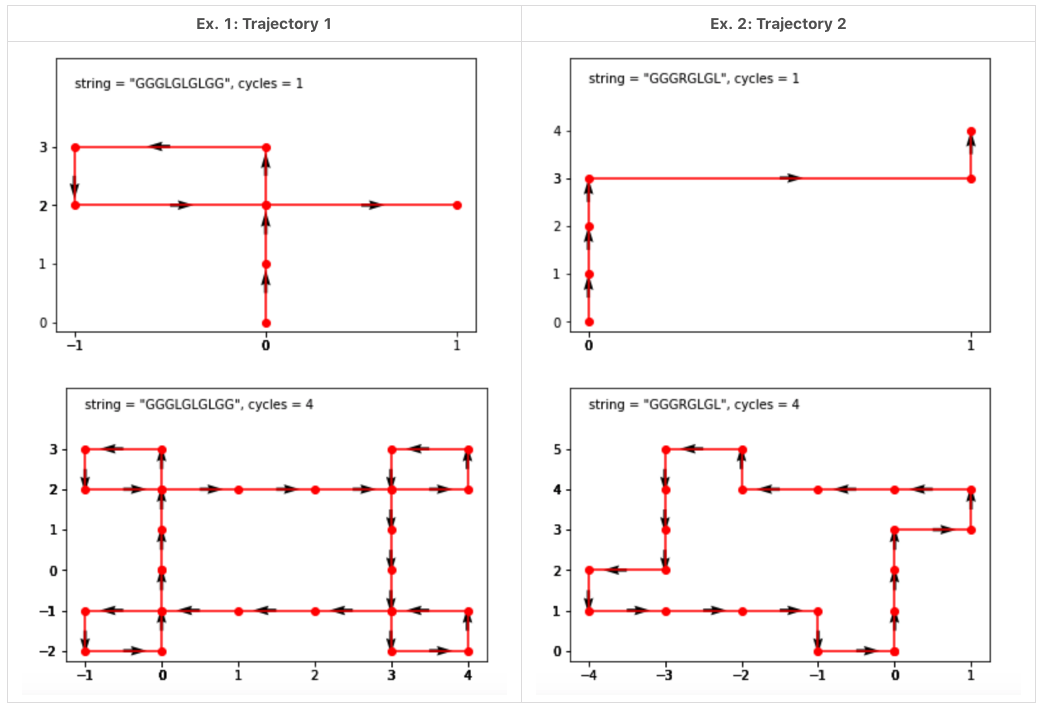 Ex. 1: Trajectory 1
Ex. 2: Trajectory 2
string = "GGGLGLGLGG", cycles = 1
3
2
1
0
−1 0 1
string = "GGGRGLGL", cycles = 1
4
3
2
1
0
0 1
string = "GGGLGLGLGG", cycles = 4
3
2
1
0
−1
−2
−1 0 1 2 3 4
string = "GGGRGLGL", cycles = 4
5
4
3
2
1
0
−4 −3 −2 −1 0 1